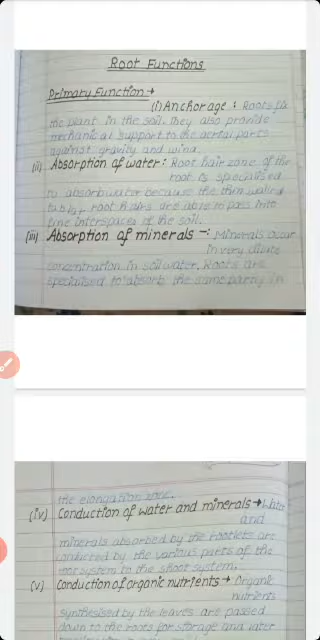 Root Functions
Primary Function →
(i) Anchorage : Roots fix
the plant in the soil. They also provide
mechanical support to the aerial parts
against gravity and wind.
(ii) Absorption of water : Root hair zone of the
root is specialised
to absorb water because the thin walled
root hairs are able to pass into
fine interspaces of the soil.
(iii) Absorption of minerals -: Minerals occur
in very dilute
concentration in soil water. Roots are
specialised to absorb the same partly in
the elongation zone.
(iv) Conduction of water and minerals →
and
minerals absorbed by the rootlets are
conducted by the various parts of the
root system to the shoot system.
(v) Conduction of organic nutrients → Organic
nutrients
synthesised by the leaves are passed
down to the roots for storage and later